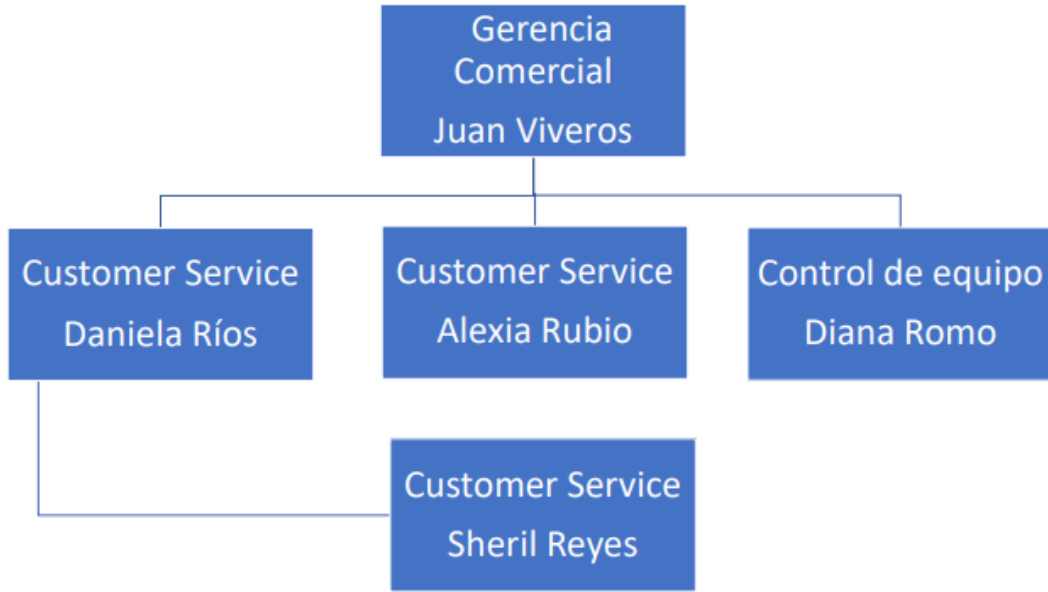 Gerencia
Comercial
Juan Viveros
Customer Service
Daniela Ríos
Customer Service
Alexia Rubio
Control de equipo
Diana Romo
Customer Service
Sheril Reyes